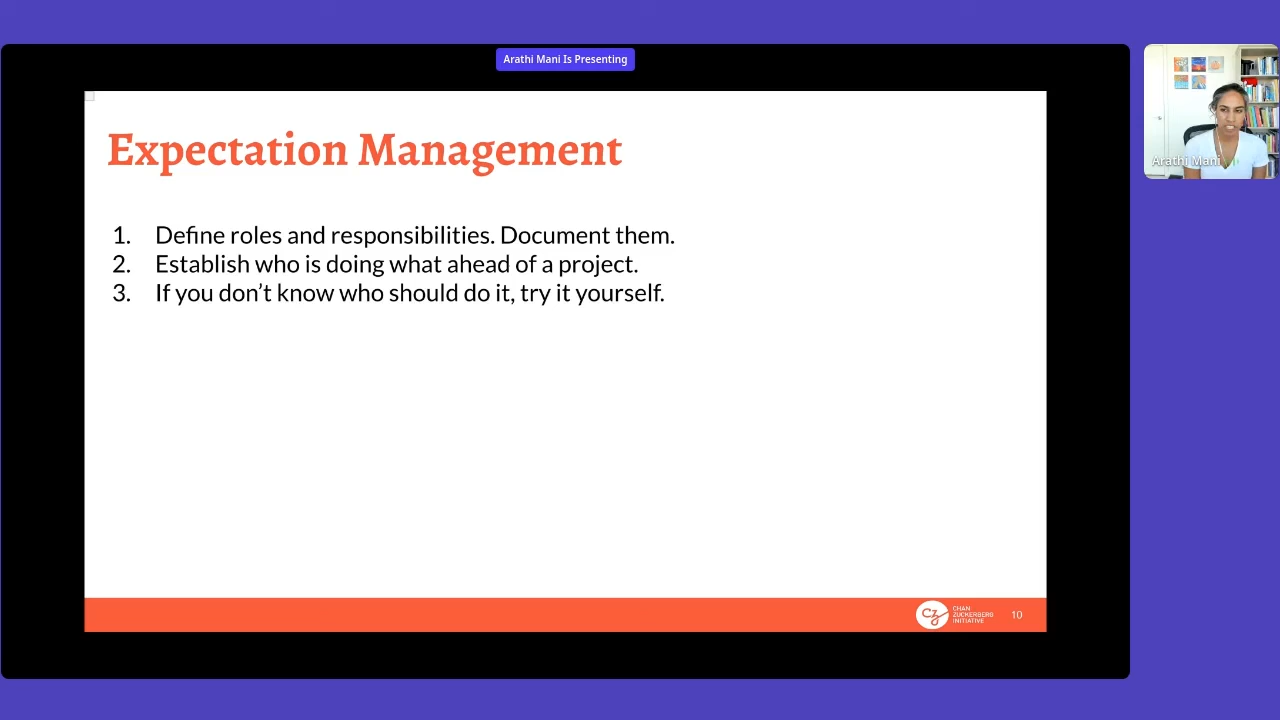 Arathi Mani Is Presenting
Expectation Management
1. Define roles and responsibilities. Document them.
2. Establish who is doing what ahead of a project.
3. If you don’t know who should do it, try it yourself.
Arathi Mani
CZ
CHAN
ZUCKERBERG
INITIATIVE
10